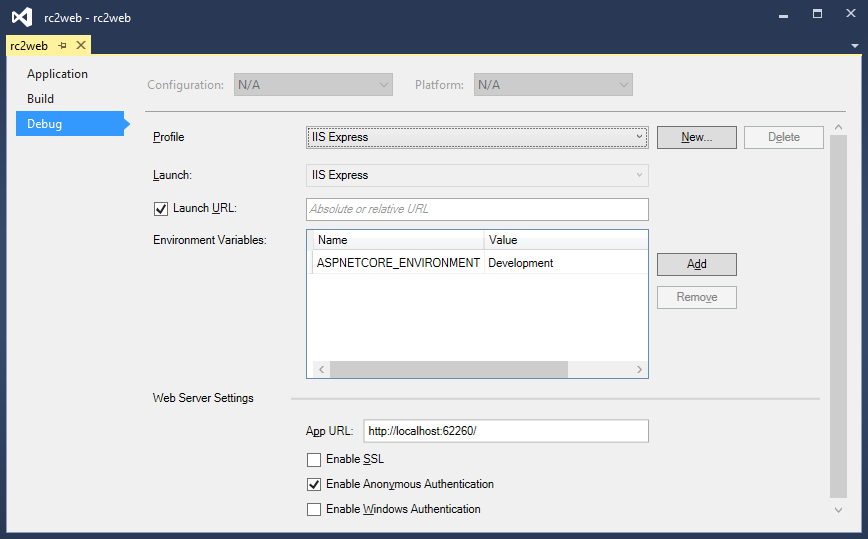 rc2web - rc2web
rc2web
Application
Build
Debug
Configuration: N/A Platform: N/A
Profile IIS Express New... Delete
Launch: IIS Express
Launch URL: Absolute or relative URL
Environment Variables: Name Value
ASPNETCORE_ENVIRONMENT Development
Add
Remove
Web Server Settings
App URL: http://localhost:62260/
Enable SSL
Enable Anonymous Authentication
Enable Windows Authentication